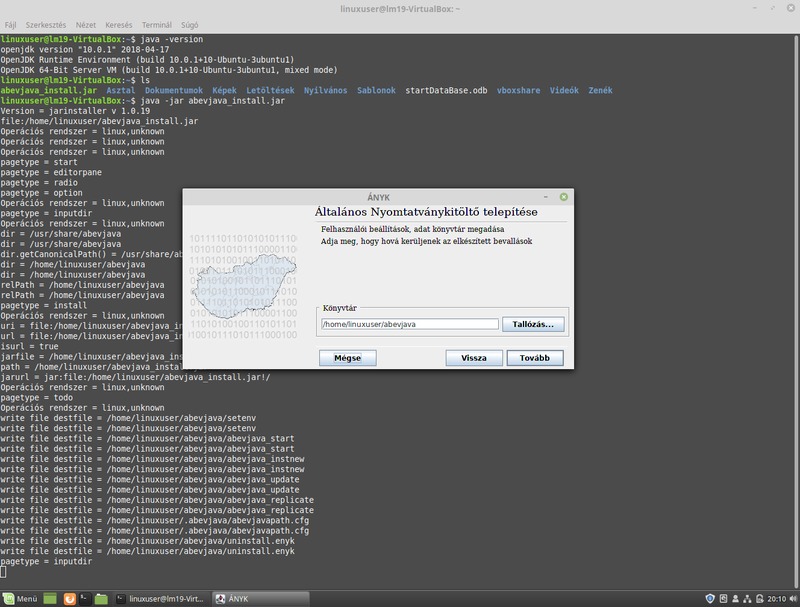 linuxuser@lm19-VirtualBox: ~
Fájl Szerkesztés Nézet Keresés Terminál Súgó
linuxuser@lm19-VirtualBox:~$ java -version
openjdk version "10.0.1" 2018-04-17
OpenJDK Runtime Environment (build 10.0.1+10-Ubuntu-3ubuntu1)
OpenJDK 64-Bit Server VM (build 10.0.1+10-Ubuntu-3ubuntu1, mixed mode)
linuxuser@lm19-VirtualBox:~$ ls
abevjava_install.jar Asztal Dokumentumok Képek Letöltések Nyilvános Sablonok startDataBase.odb vboxshare Videók Zenék
linuxuser@lm19-VirtualBox:~$ java -jar abevjava_install.jar
Version = jarinstaller v 1.0.19
file:/home/linuxuser/abevjava_install.jar
Operációs rendszer = linux,unknown
Operációs rendszer = linux,unknown
Operációs rendszer = linux,unknown
pagetype = start
pagetype = editorpane
pagetype = radio
pagetype = option
Operációs rendszer = linux,unknown
pagetype = inputdir
Operációs rendszer = linux,unknown
dir = /usr/share/abevjava
dir = /usr/share/abevjava
dir.getCanonicalPath() = /usr/share/ab
dir = /home/linuxuser/abevjava
dir = /home/linuxuser/abevjava
relPath = /home/linuxuser/abevjava
relPath = /home/linuxuser/abevjava
pagetype = install
Operációs rendszer = linux,unknown
uri = file:/home/linuxuser/abevjava_in
url = file:/home/linuxuser/abevjava_in
isurl = true
jarfile = /home/linuxuser/abevjava_ins
path = /home/linuxuser/abevjava_instal
jarurl = jar:file:/home/linuxuser/abevjava_install.jar!/
Operációs rendszer = linux,unknown
pagetype = todo
Operációs rendszer = linux,unknown
write file destfile = /home/linuxuser/abevjava/setenv
write file destfile = /home/linuxuser/abevjava/setenv
write file destfile = /home/linuxuser/abevjava/abevjava_start
write file destfile = /home/linuxuser/abevjava/abevjava_start
write file destfile = /home/linuxuser/abevjava/abevjava_instnew
write file destfile = /home/linuxuser/abevjava/abevjava_instnew
write file destfile = /home/linuxuser/abevjava/abevjava_update
write file destfile = /home/linuxuser/abevjava/abevjava_update
write file destfile = /home/linuxuser/abevjava/abevjava_replicate
write file destfile = /home/linuxuser/abevjava/abevjava_replicate
write file destfile = /home/linuxuser/.abevjava/abevjavapath.cfg
write file destfile = /home/linuxuser/.abevjava/abevjavapath.cfg
write file destfile = /home/linuxuser/abevjava/uninstall.enyk
write file destfile = /home/linuxuser/abevjava/uninstall.enyk
pagetype = inputdir
ÁNYK
Általános Nyomtatványkitöltő telepítése
Felhasználói beállítások, adat könyvtár megadása
Adja meg, hogy hová kerüljenek az elkészített bevallások
Könyvtár
/home/linuxuser/abevjava
Tallózás...
Mégse
Vissza
Tovább
Menü linuxuser@lm19-Virt... ÁNYK 20:10